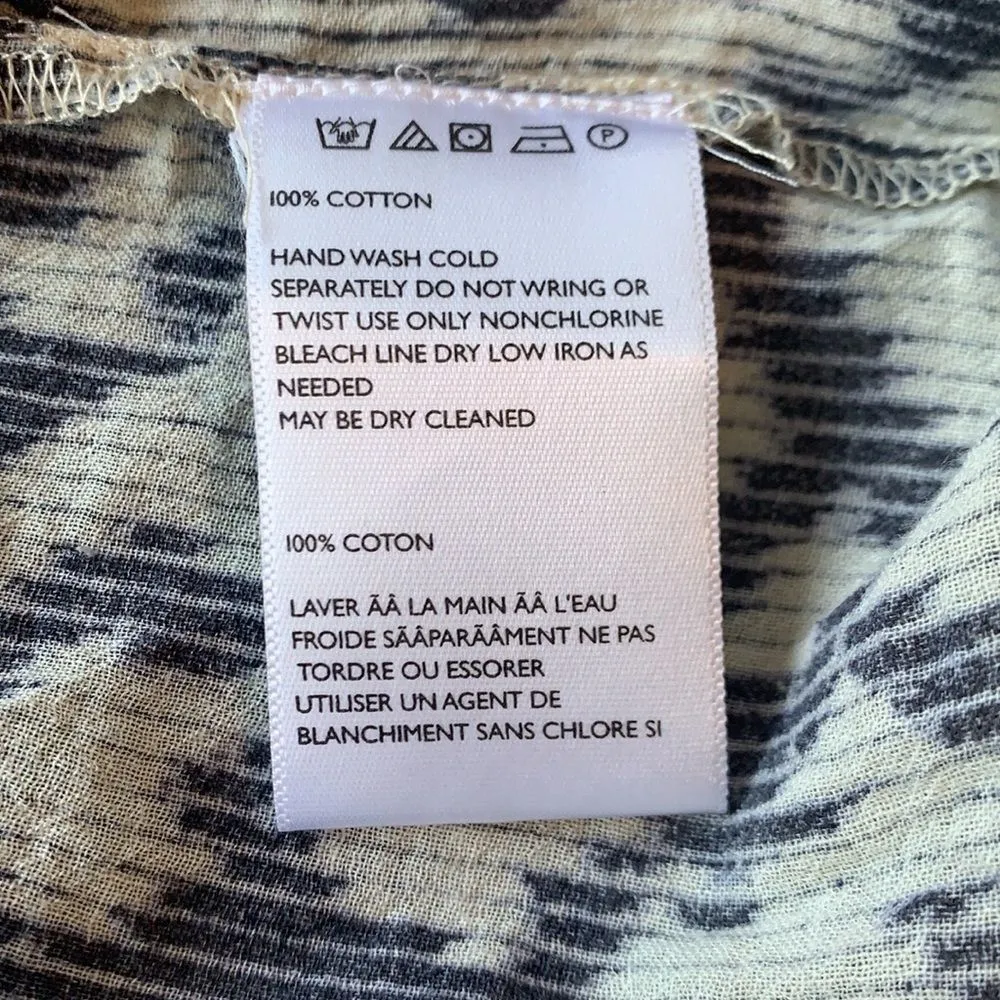 P
100% COTTON
HAND WASH COLD
SEPARATELY DO NOT WRING OR
TWIST USE ONLY NONCHLORINE
BLEACH LINE DRY LOW IRON AS
NEEDED
MAY BE DRY CLEANED
100% COTON
LAVER ÃÂ LA MAIN ÃÂ L'EAU
FROIDE SÃÂPARÃÂMENT NE PAS
TORDRE OU ESSORER
UTILISER UN AGENT DE
BLANCHIMENT SANS CHLORE SI